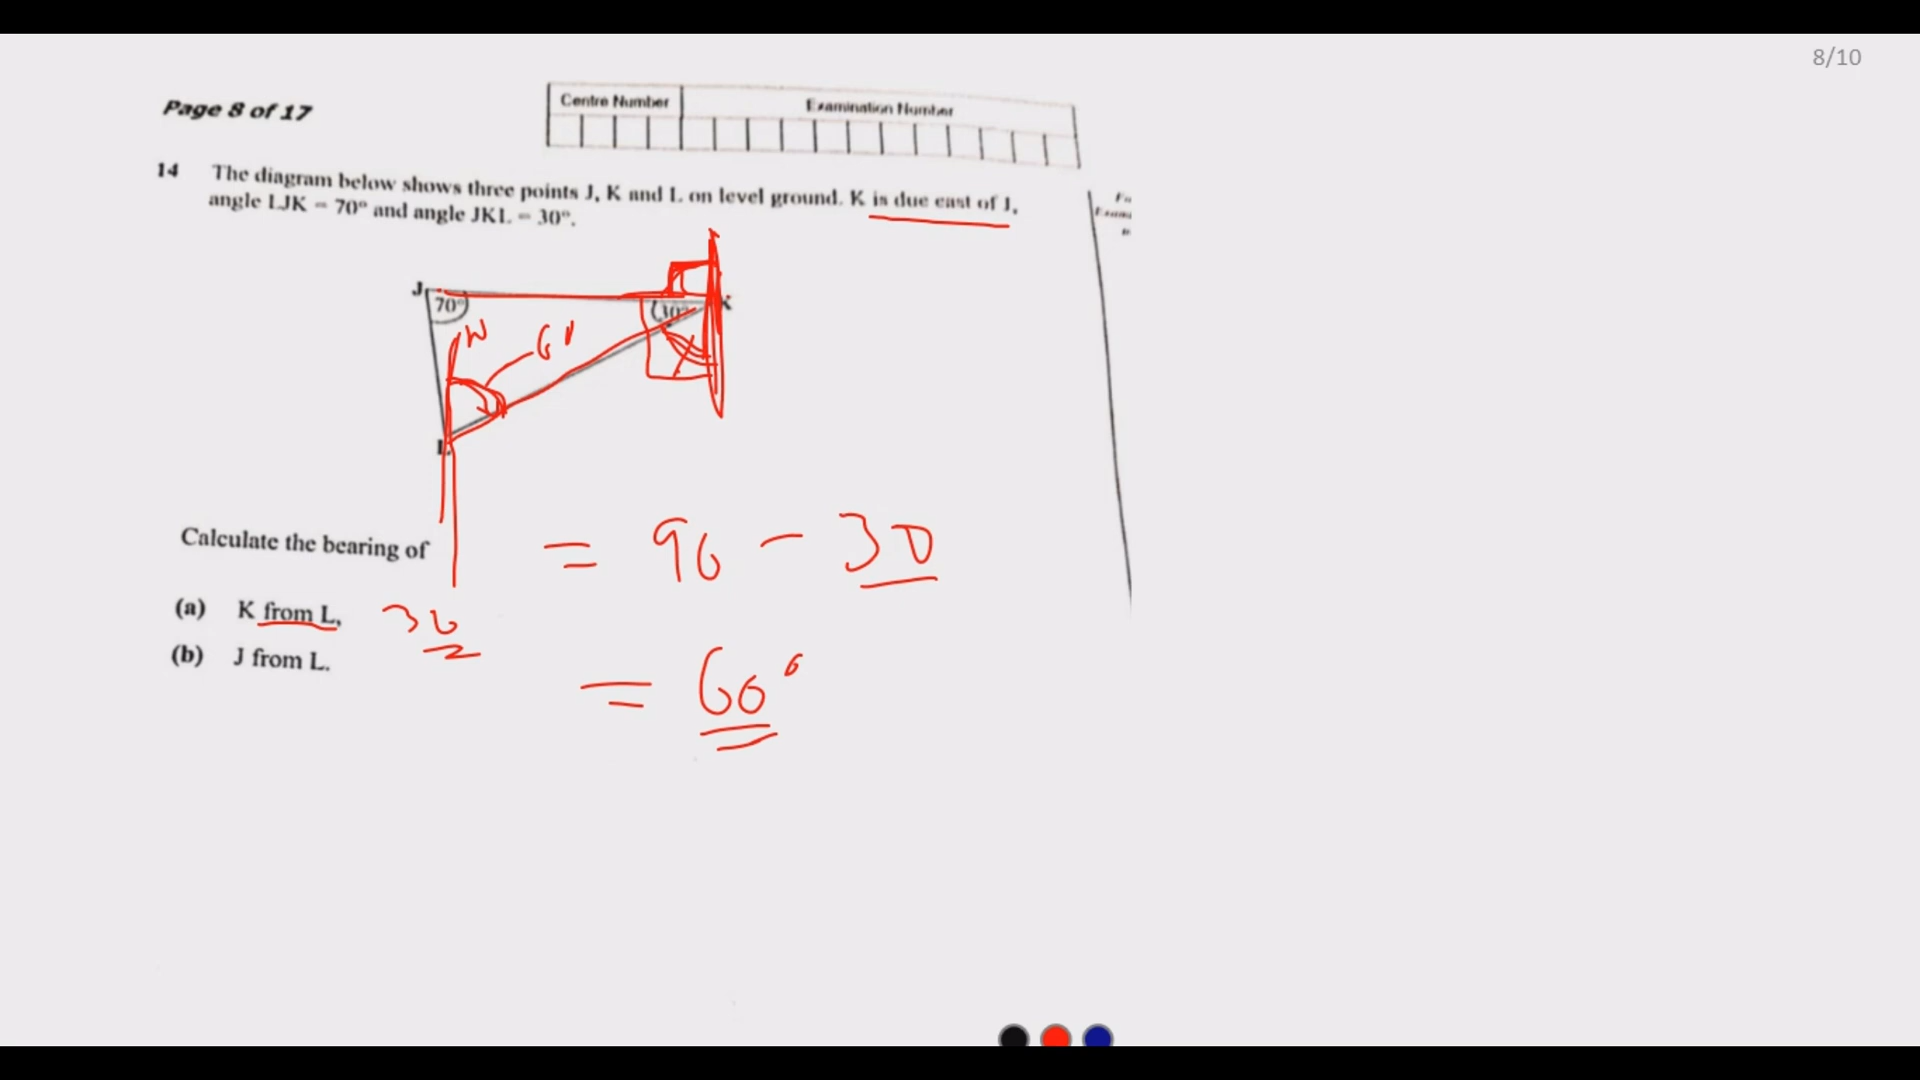 8/10
Page 8 of 17
Centre Number
Examination Number
14 The diagram below shows three points J, K and L on level ground. K is due east of J,
angle LJK = 70° and angle JKL = 30°.
J
70°
30°
K
N
60
L
Calculate the bearing of
= 90 - 30
(a) K from L,
30
(b) J from L.
= 60°